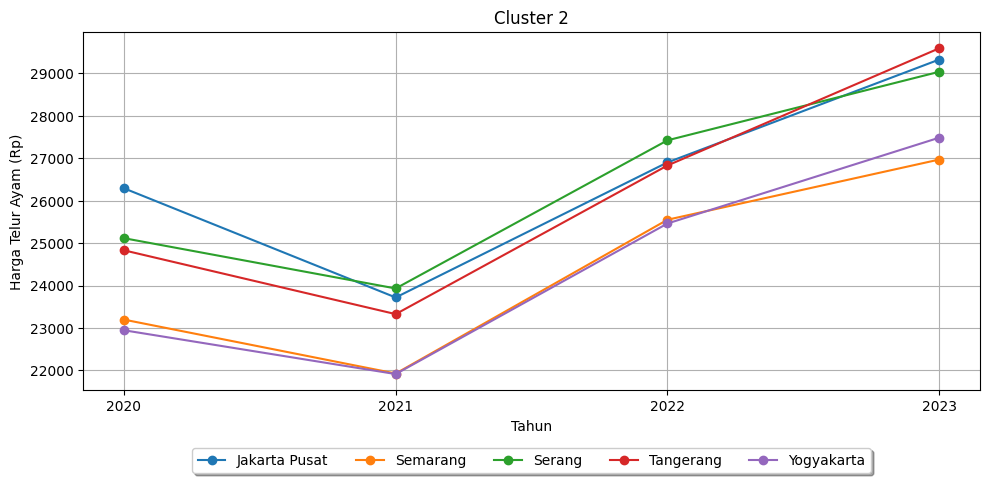 Cluster 2
29000
28000
27000
26000
25000
24000
23000
22000
Harga Telur Ayam (Rp)
2020 2021 2022 2023
Tahun
Jakarta Pusat Semarang Serang Tangerang Yogyakarta